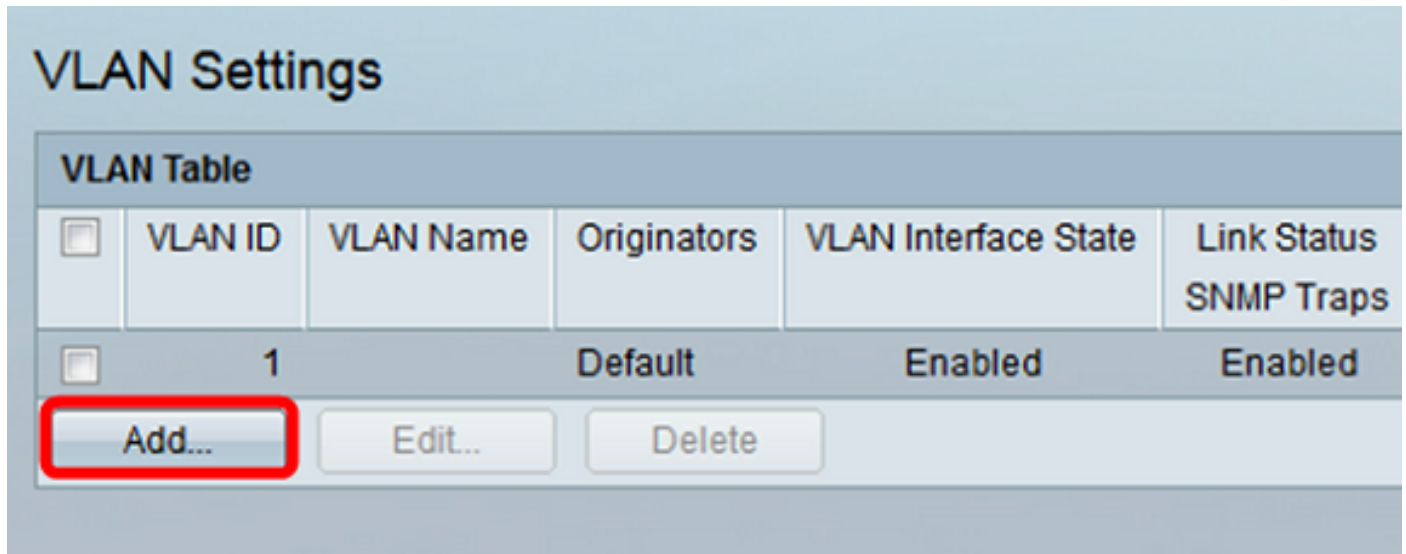 VLAN Settings
VLAN Table
VLAN ID VLAN Name Originators VLAN Interface State Link Status
SNMP Traps
1 Default Enabled Enabled
Add... Edit... Delete